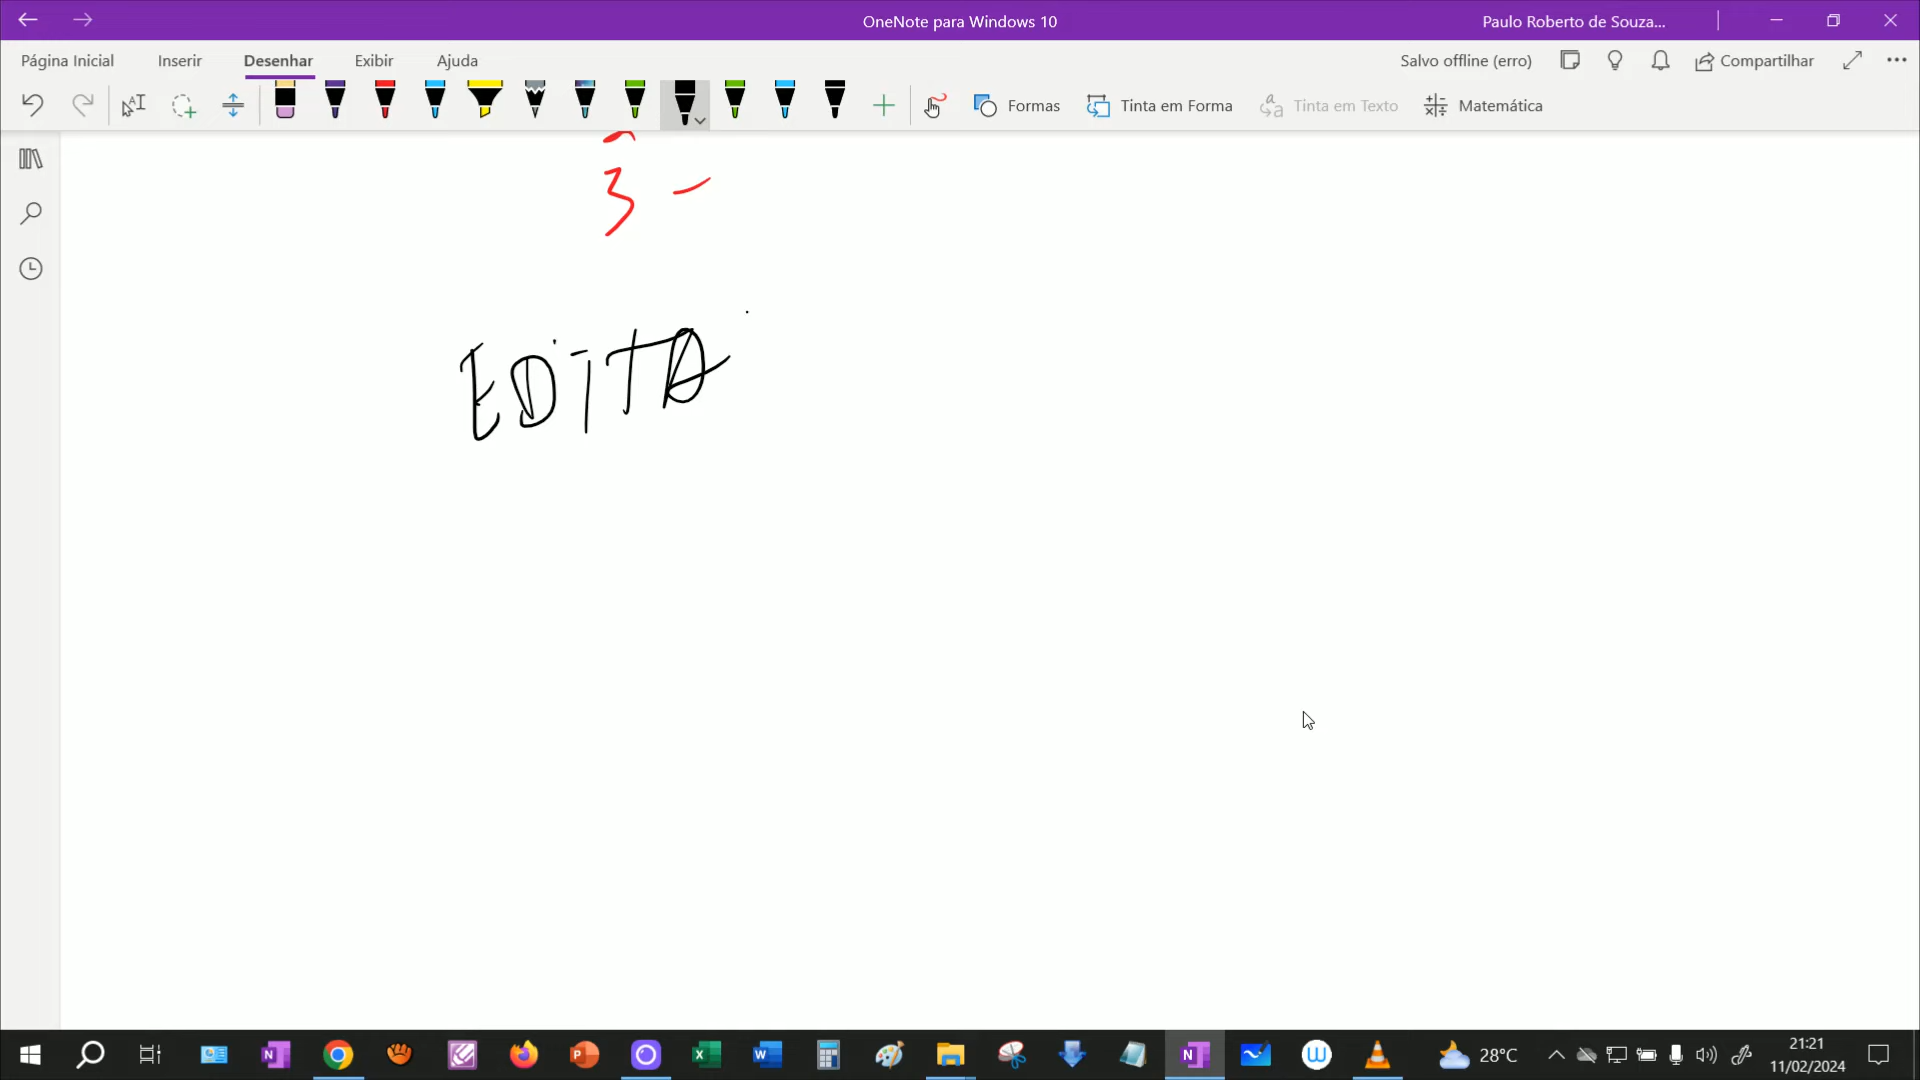 OneNote para Windows 10
Paulo Roberto de Souza...
Página Inicial
Inserir
Desenhar
Exibir
Ajuda
Salvo offline (erro)
Compartilhar
Formas
Tinta em Forma
Tinta em Texto
Matemática
3 -
EDITA
28°C
21:21
11/02/2024